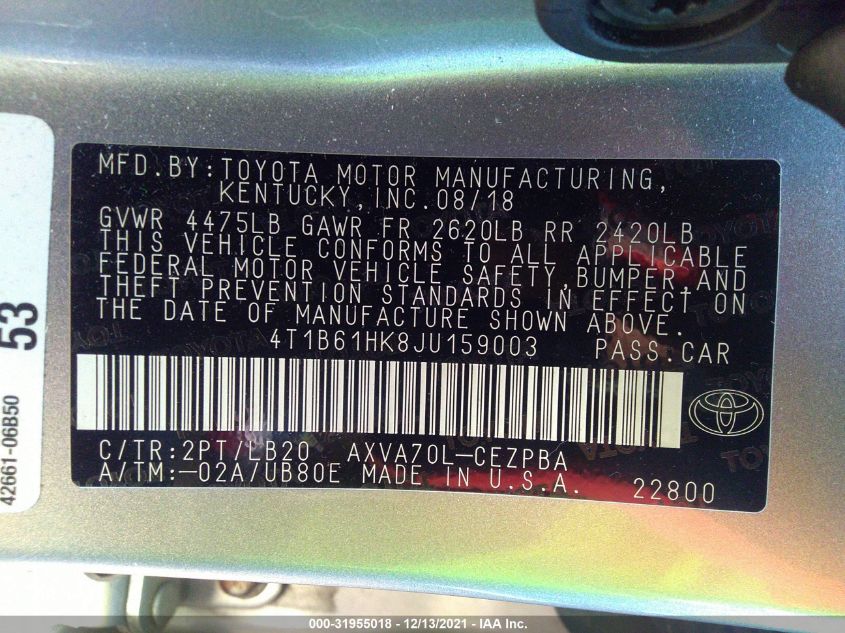 MFD.BY:TOYOTA MOTOR MANUFACTURING,
KENTUCKY,INC.08/18
GVWR 4475LB GAWR FR 2620LB RR 2420LB
THIS VEHICLE CONFORMS TO ALL APPLICABLE
FEDERAL MOTOR VEHICLE SAFETY,BUMPER AND
THEFT PREVENTION STANDARDS IN EFFECT ON
THE DATE OF MANUFACTURE SHOWN ABOVE.
4T1B61HK8JU159003 PASS.CAR
C/TR:2PT/LB20 AXVA70L-CEZPBA
A/TM:-02A/UB80E MADE IN U.S.A.
22800
53
42661-06B50
000-31955018 - 12/13/2021 - IAA Inc.